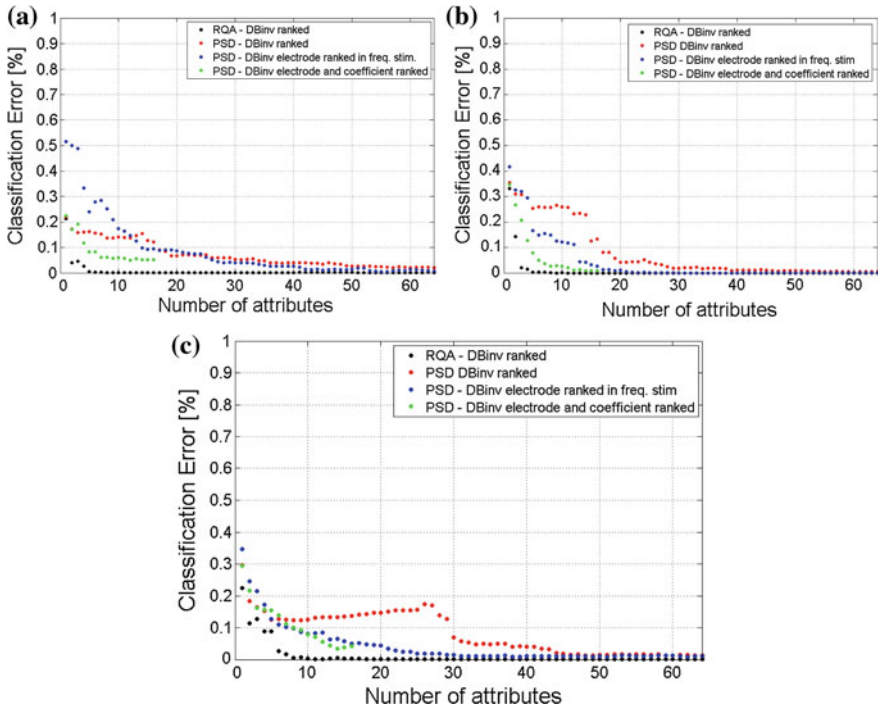 (a)
Classification Error [%]
1
0.9
0.8
0.7
0.6
0.5
0.4
0.3
0.2
0.1
0
RQA - DBinv ranked
PSD - DBinv ranked
PSD - DBinv electrode ranked in freq. stim.
PSD - DBinv electrode and coefficient ranked
0 10 20 30 40 50 60
Number of attributes
(b)
Classification Error [%]
1
0.9
0.8
0.7
0.6
0.5
0.4
0.3
0.2
0.1
0
RQA - DBinv ranked
PSD DBinv ranked
PSD - DBinv electrode ranked in freq. stim
PSD - DBinv electrode and coefficient ranked
0 10 20 30 40 50 60
Number of attributes
(c)
Classification Error [%]
1
0.9
0.8
0.7
0.6
0.5
0.4
0.3
0.2
0.1
0
RQA - DBinv ranked
PSD DBinv ranked
PSD - DBinv electrode ranked in freq. stim
PSD - DBinv electrode and coefficient ranked
0 10 20 30 40 50 60
Number of attributes